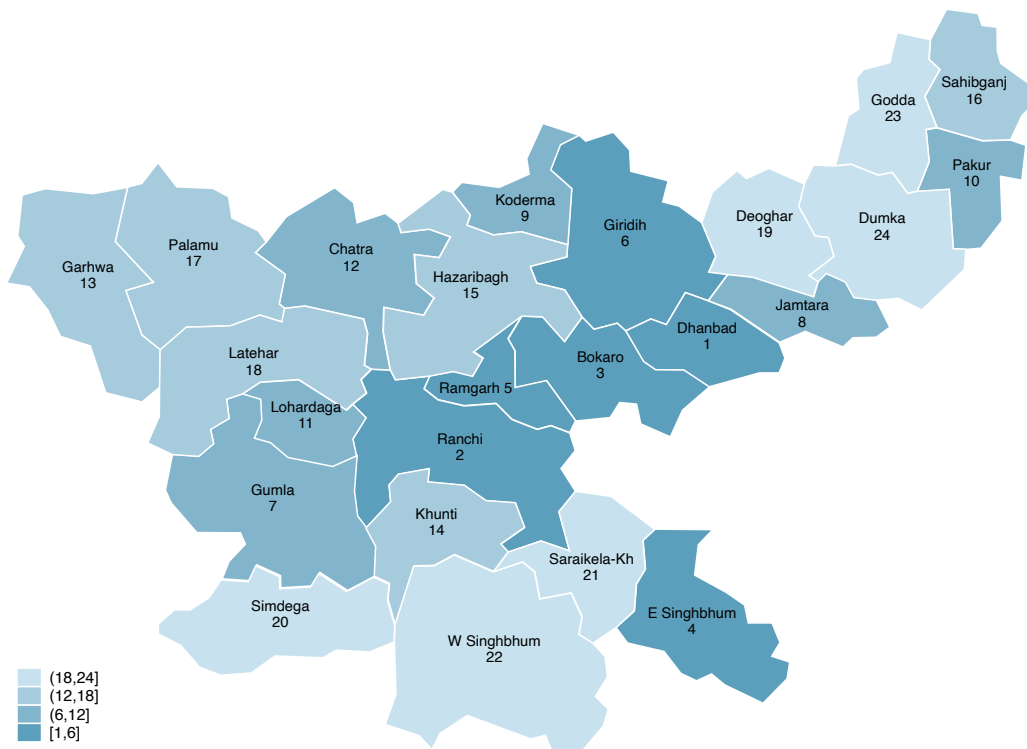 Sahibganj
16
Godda
23
Pakur
10
Koderma
9
Deoghar
19
Dumka
24
Giridih
6
Palamu
17
Chatra
12
Garhwa
13
Hazaribagh
15
Jamtara
8
Dhanbad
1
Latehar
18
Bokaro
3
Ramgarh 5
Lohardaga
11
Ranchi
2
Gumla
7
Khunti
14
Saraikela-Kh
21
Simdega
20
E Singhbhum
4
W Singhbhum
22
(18,24]
(12,18]
(6,12]
[1,6]